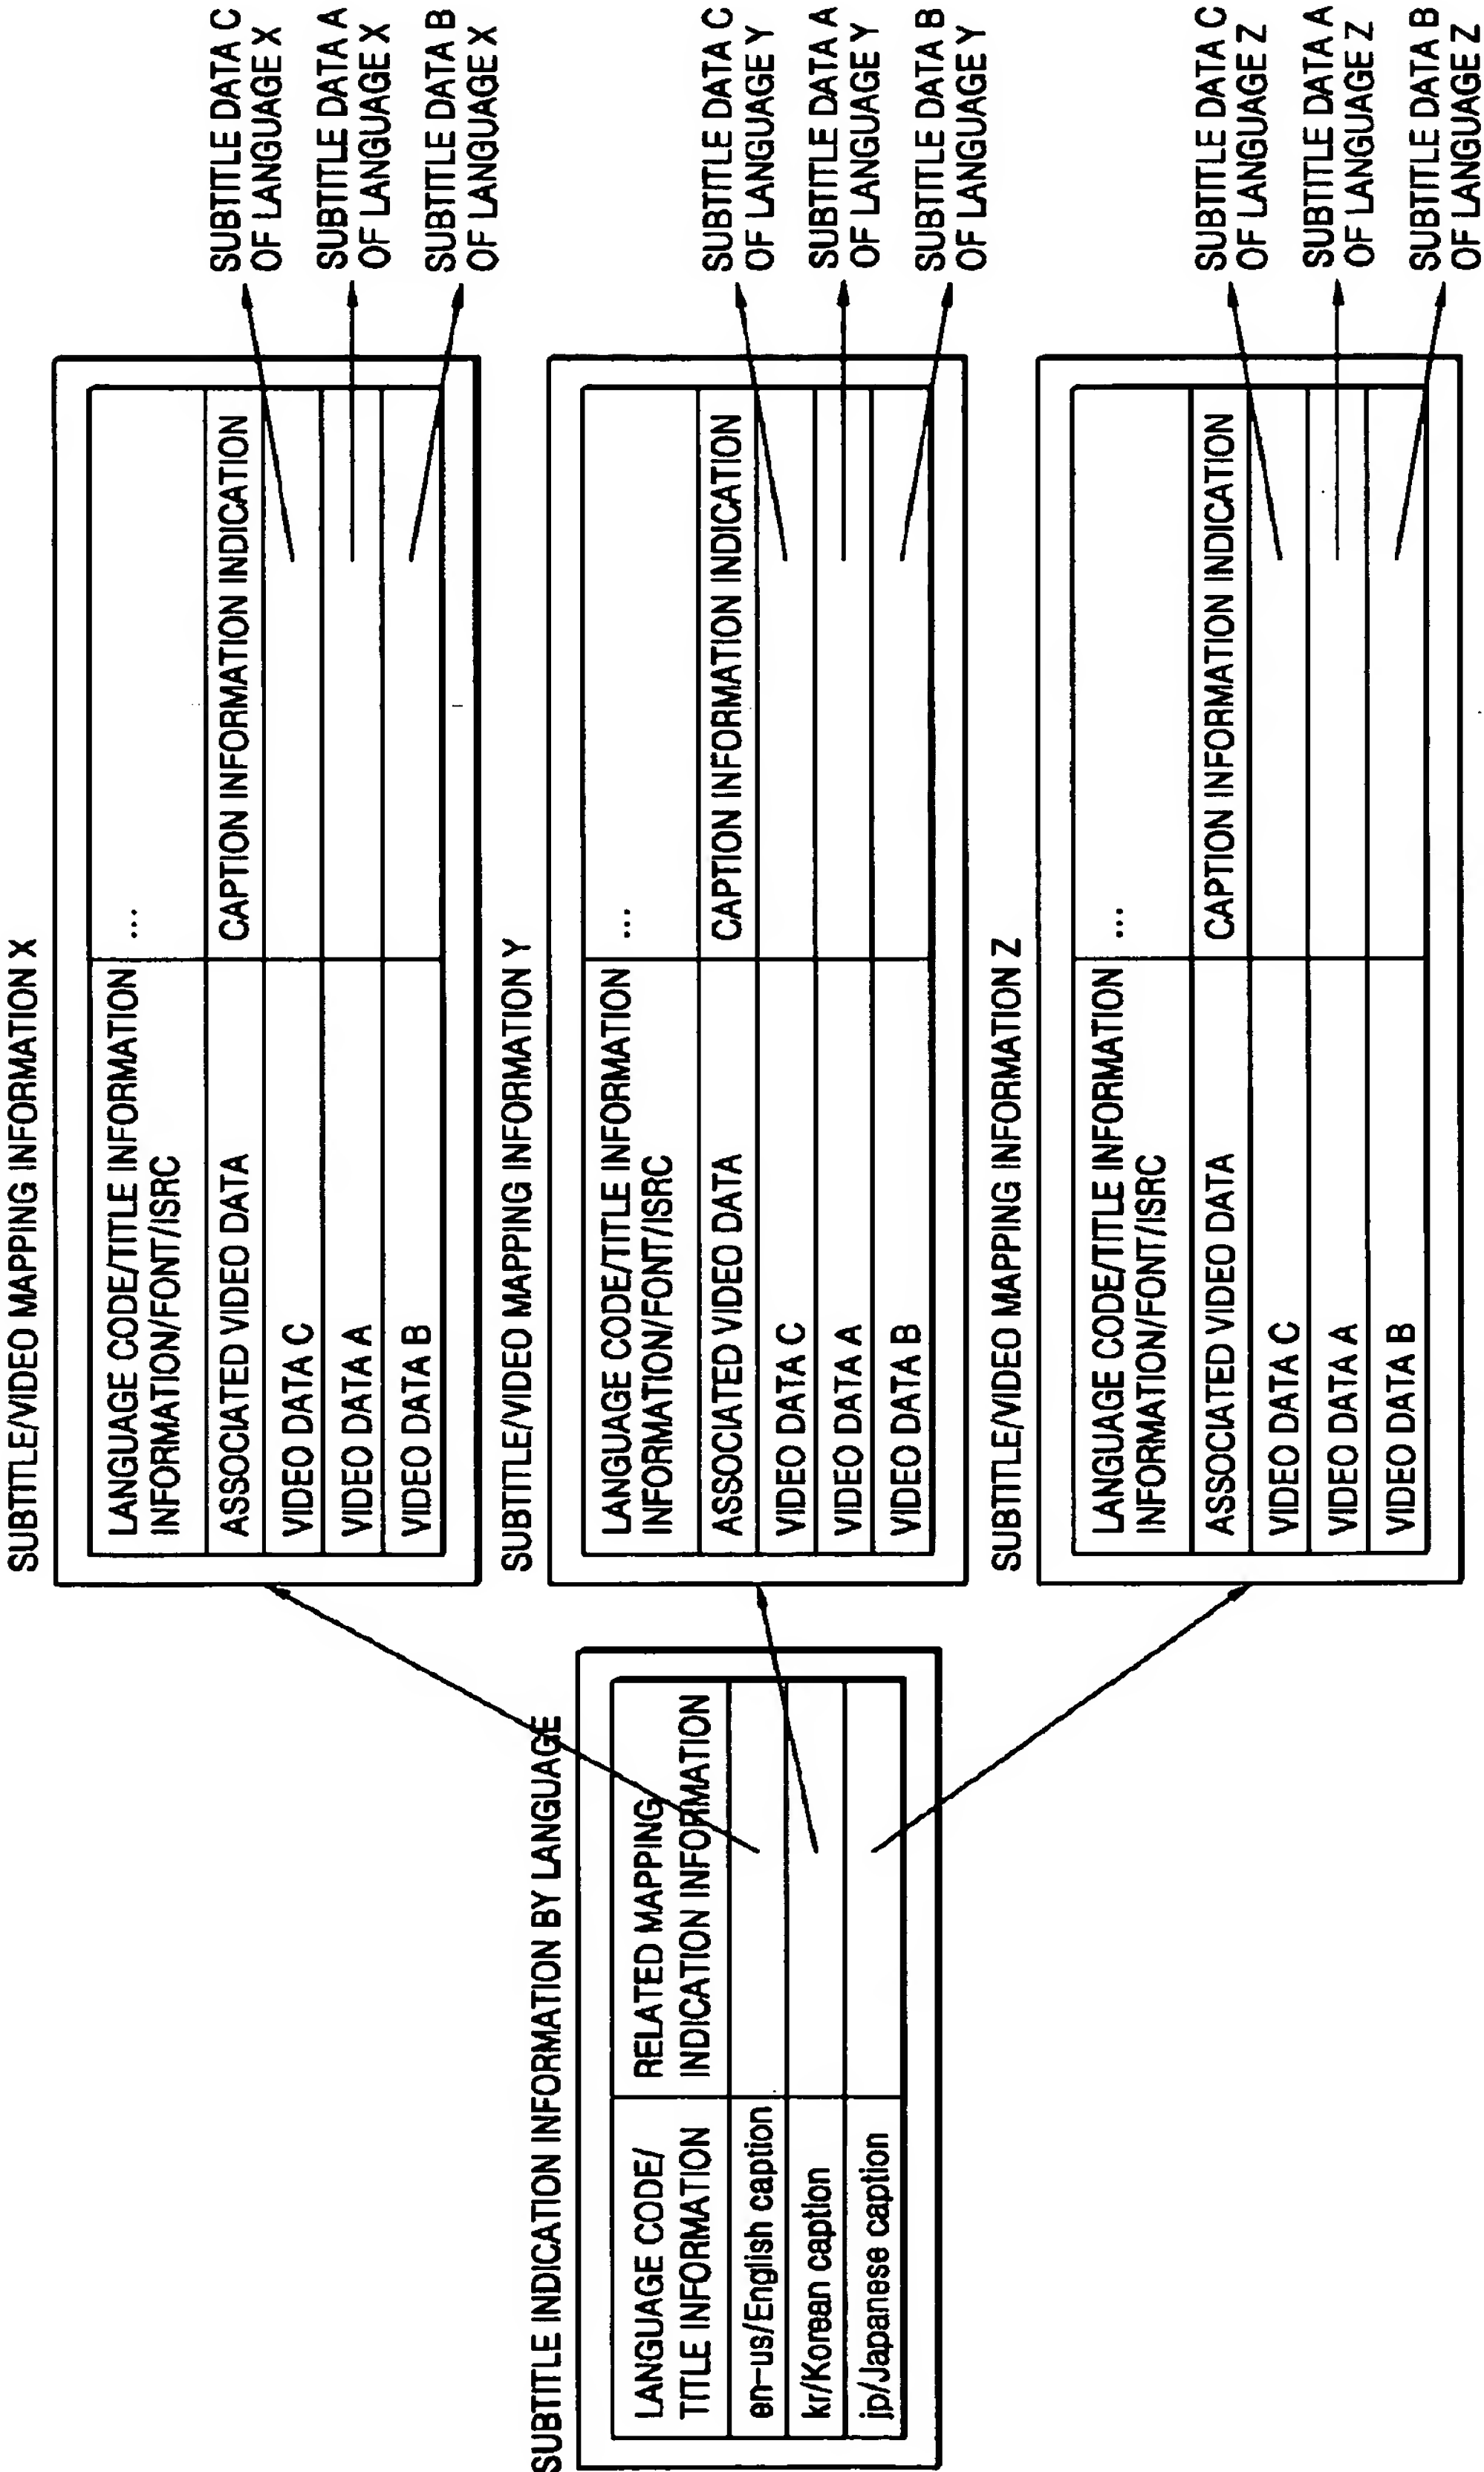 SUBTITLE INDICATION INFORMATION BY LANGUAGE
LANGUAGE CODE/
TITLE INFORMATION
RELATED MAPPING
INDICATION INFORMATION
en-us/English caption
kr/Korean caption
jp/Japanese caption
SUBTITLE/VIDEO MAPPING INFORMATION X
LANGUAGE CODE/TITLE INFORMATION
INFORMATION/FONT/ISRC
...
ASSOCIATED VIDEO DATA
CAPTION INFORMATION INDICATION
VIDEO DATA C
VIDEO DATA A
VIDEO DATA B
SUBTITLE DATA C
OF LANGUAGE X
SUBTITLE DATA A
OF LANGUAGE X
SUBTITLE DATA B
OF LANGUAGE X
SUBTITLE/VIDEO MAPPING INFORMATION Y
LANGUAGE CODE/TITLE INFORMATION
INFORMATION/FONT/ISRC
...
ASSOCIATED VIDEO DATA
CAPTION INFORMATION INDICATION
VIDEO DATA C
VIDEO DATA A
VIDEO DATA B
SUBTITLE DATA C
OF LANGUAGE Y
SUBTITLE DATA A
OF LANGUAGE Y
SUBTITLE DATA B
OF LANGUAGE Y
SUBTITLE/VIDEO MAPPING INFORMATION Z
LANGUAGE CODE/TITLE INFORMATION
INFORMATION/FONT/ISRC
...
ASSOCIATED VIDEO DATA
CAPTION INFORMATION INDICATION
VIDEO DATA C
VIDEO DATA A
VIDEO DATA B
SUBTITLE DATA C
OF LANGUAGE Z
SUBTITLE DATA A
OF LANGUAGE Z
SUBTITLE DATA B
OF LANGUAGE Z